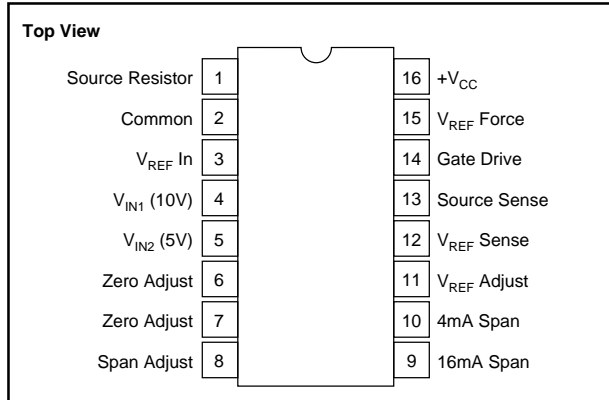 Top View
Source Resistor 1 16 +VCC
Common 2 15 VREF Force
VREF In 3 14 Gate Drive
VIN1 (10V) 4 13 Source Sense
VIN2 (5V) 5 12 VREF Sense
Zero Adjust 6 11 VREF Adjust
Zero Adjust 7 10 4mA Span
Span Adjust 8 9 16mA Span